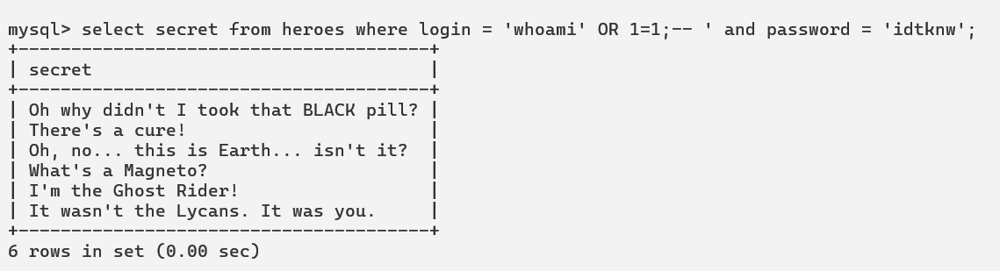 mysql> select secret from heroes where login = 'whoami' OR 1=1;-- ' and password = 'idtknw';
+---------------------------------------+
| secret                                |
+---------------------------------------+
| Oh why didn't I took that BLACK pill? |
| There's a cure!                       |
| Oh, no... this is Earth... isn't it?  |
| What's a Magneto?                     |
| I'm the Ghost Rider!                  |
| It wasn't the Lycans. It was you.     |
+---------------------------------------+
6 rows in set (0.00 sec)